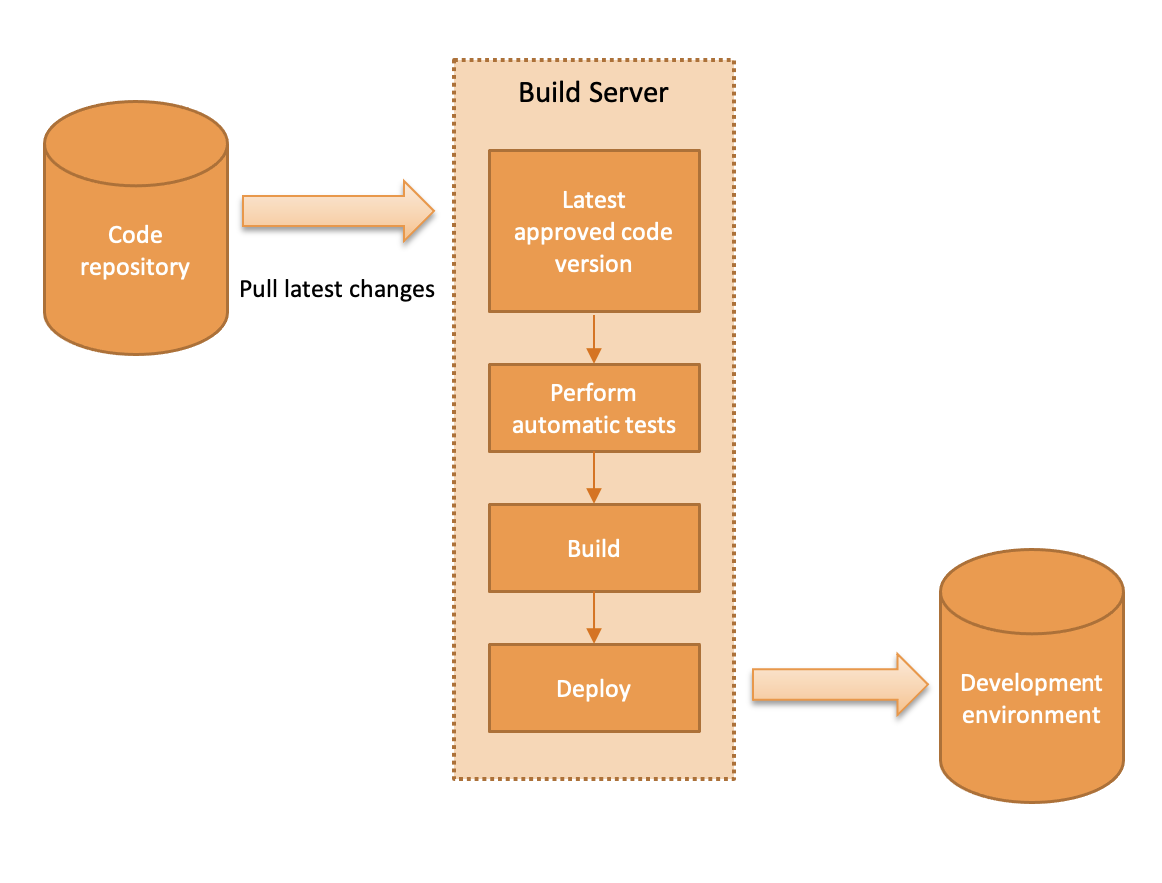 Build Server
Code
repository
Pull latest changes
Latest
approved code
version
Perform
automatic tests
Build
Deploy
Development
environment